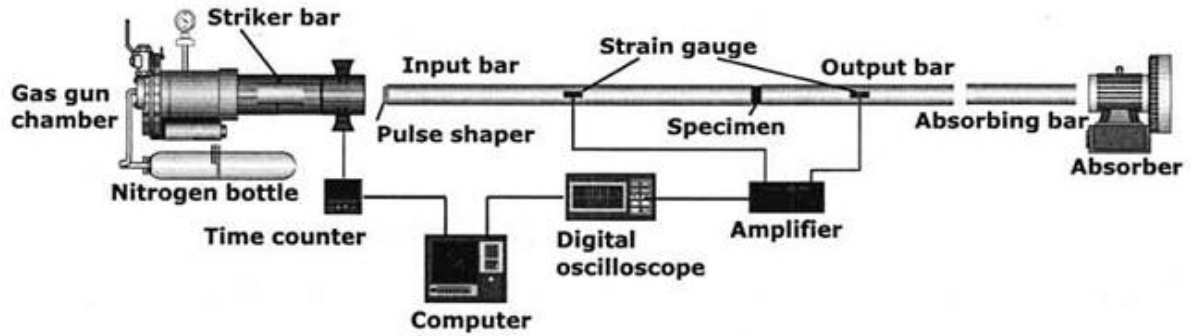 Striker bar
Strain gauge
Input bar
Output bar
Gas gun
chamber
Pulse shaper
Specimen
Absorbing bar
Absorber
Nitrogen bottle
Time counter
Digital
oscilloscope
Amplifier
Computer